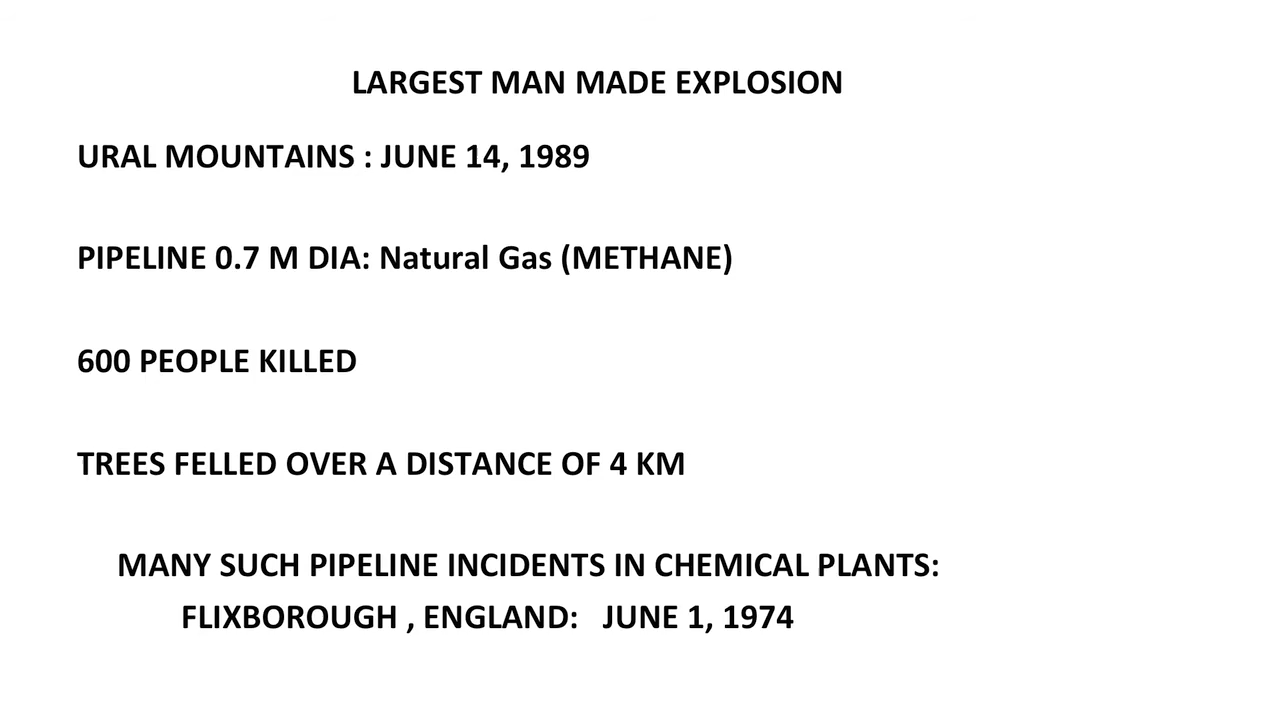 LARGEST MAN MADE EXPLOSION
URAL MOUNTAINS : JUNE 14, 1989
PIPELINE 0.7 M DIA: Natural Gas (METHANE)
600 PEOPLE KILLED
TREES FELLED OVER A DISTANCE OF 4 KM
MANY SUCH PIPELINE INCIDENTS IN CHEMICAL PLANTS:
FLIXBOROUGH , ENGLAND: JUNE 1, 1974